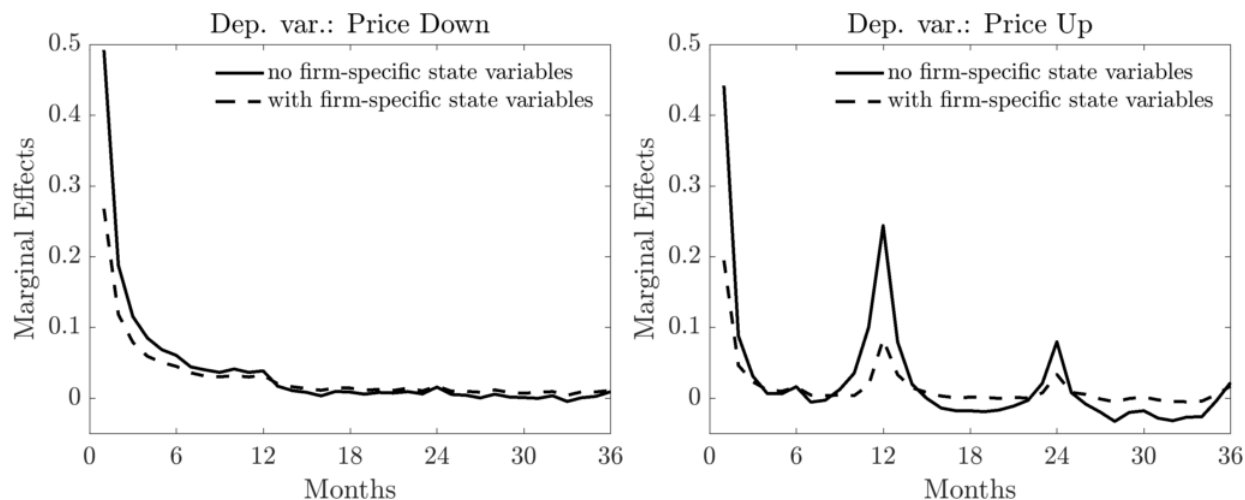 Dep. var.: Price Down
0.5
no firm-specific state variables
with firm-specific state variables
0.4
0.3
0.2
0.1
0
Marginal Effects
0 6 12 18 24 30 36
Months
Dep. var.: Price Up
0.5
no firm-specific state variables
with firm-specific state variables
0.4
0.3
0.2
0.1
0
Marginal Effects
0 6 12 18 24 30 36
Months